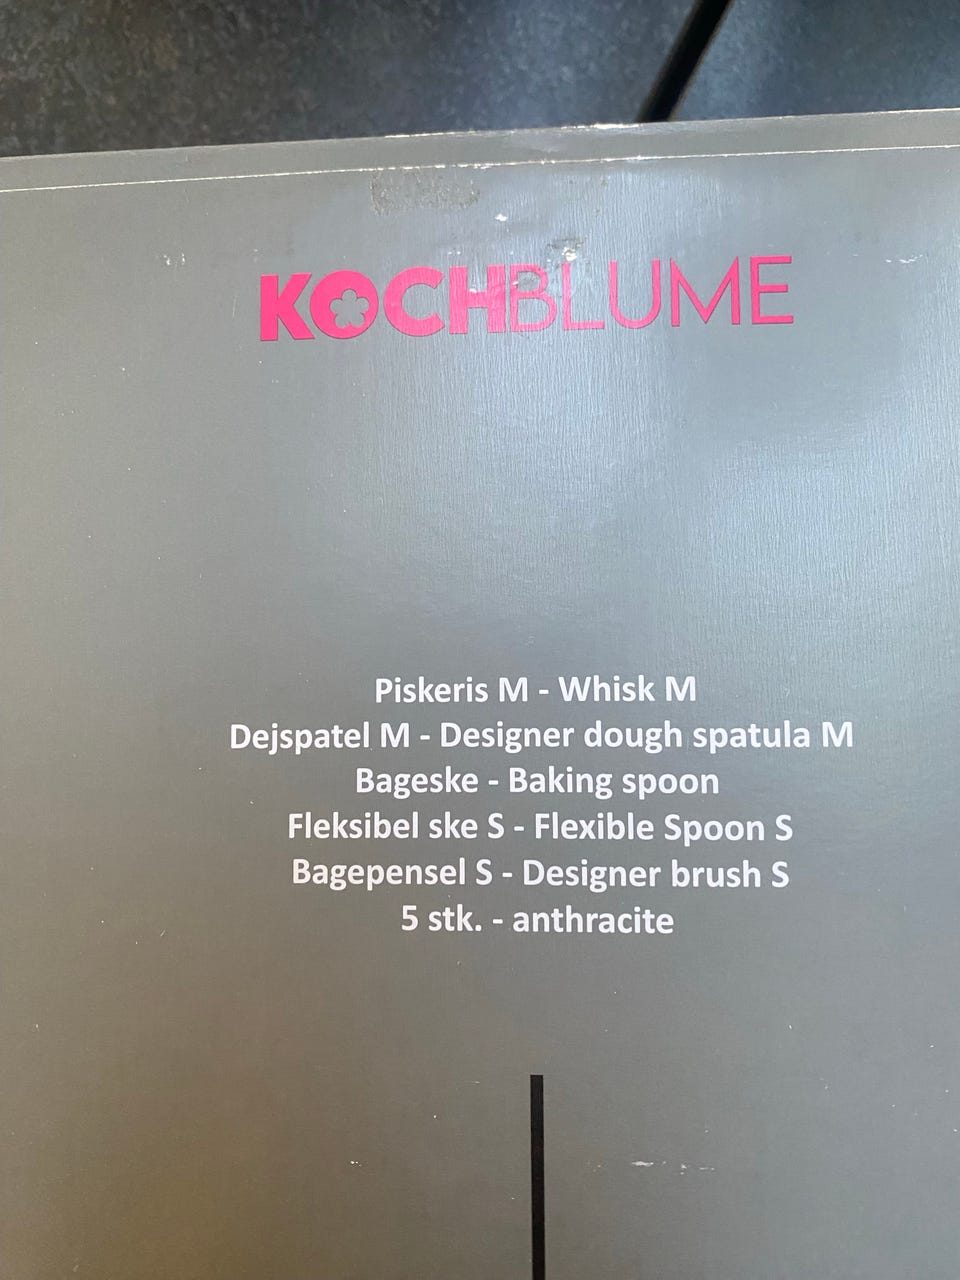 KOCHBLUME
Piskeris M - Whisk M
Dejspatel M - Designer dough spatula M
Bageske - Baking spoon
Fleksibel ske S - Flexible Spoon S
Bagepensel S - Designer brush S
5 stk. - anthracite